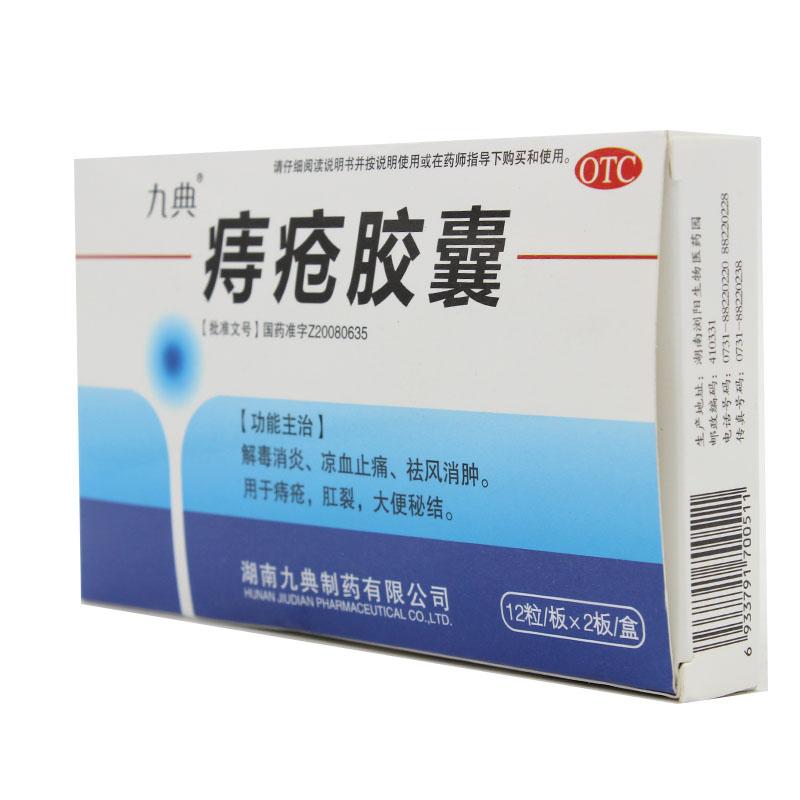 请仔细阅读说明书并按说明使用或在药师指导下购买和使用。
OTC
九典®
痔疮胶囊
【批准文号】国药准字Z20080635
【功能主治】
解毒消炎、凉血止痛、祛风消肿。
用于痔疮，肛裂，大便秘结。
湖南九典制药有限公司
HUNAN JIUDIAN PHARMACEUTICAL CO.,LTD.
12粒/板×2板/盒
生产地址：湖南浏阳生物医药园
邮政编码：410331
电话号码：0731-88220220 88220228
传真号码：0731-88220238
6933791700511